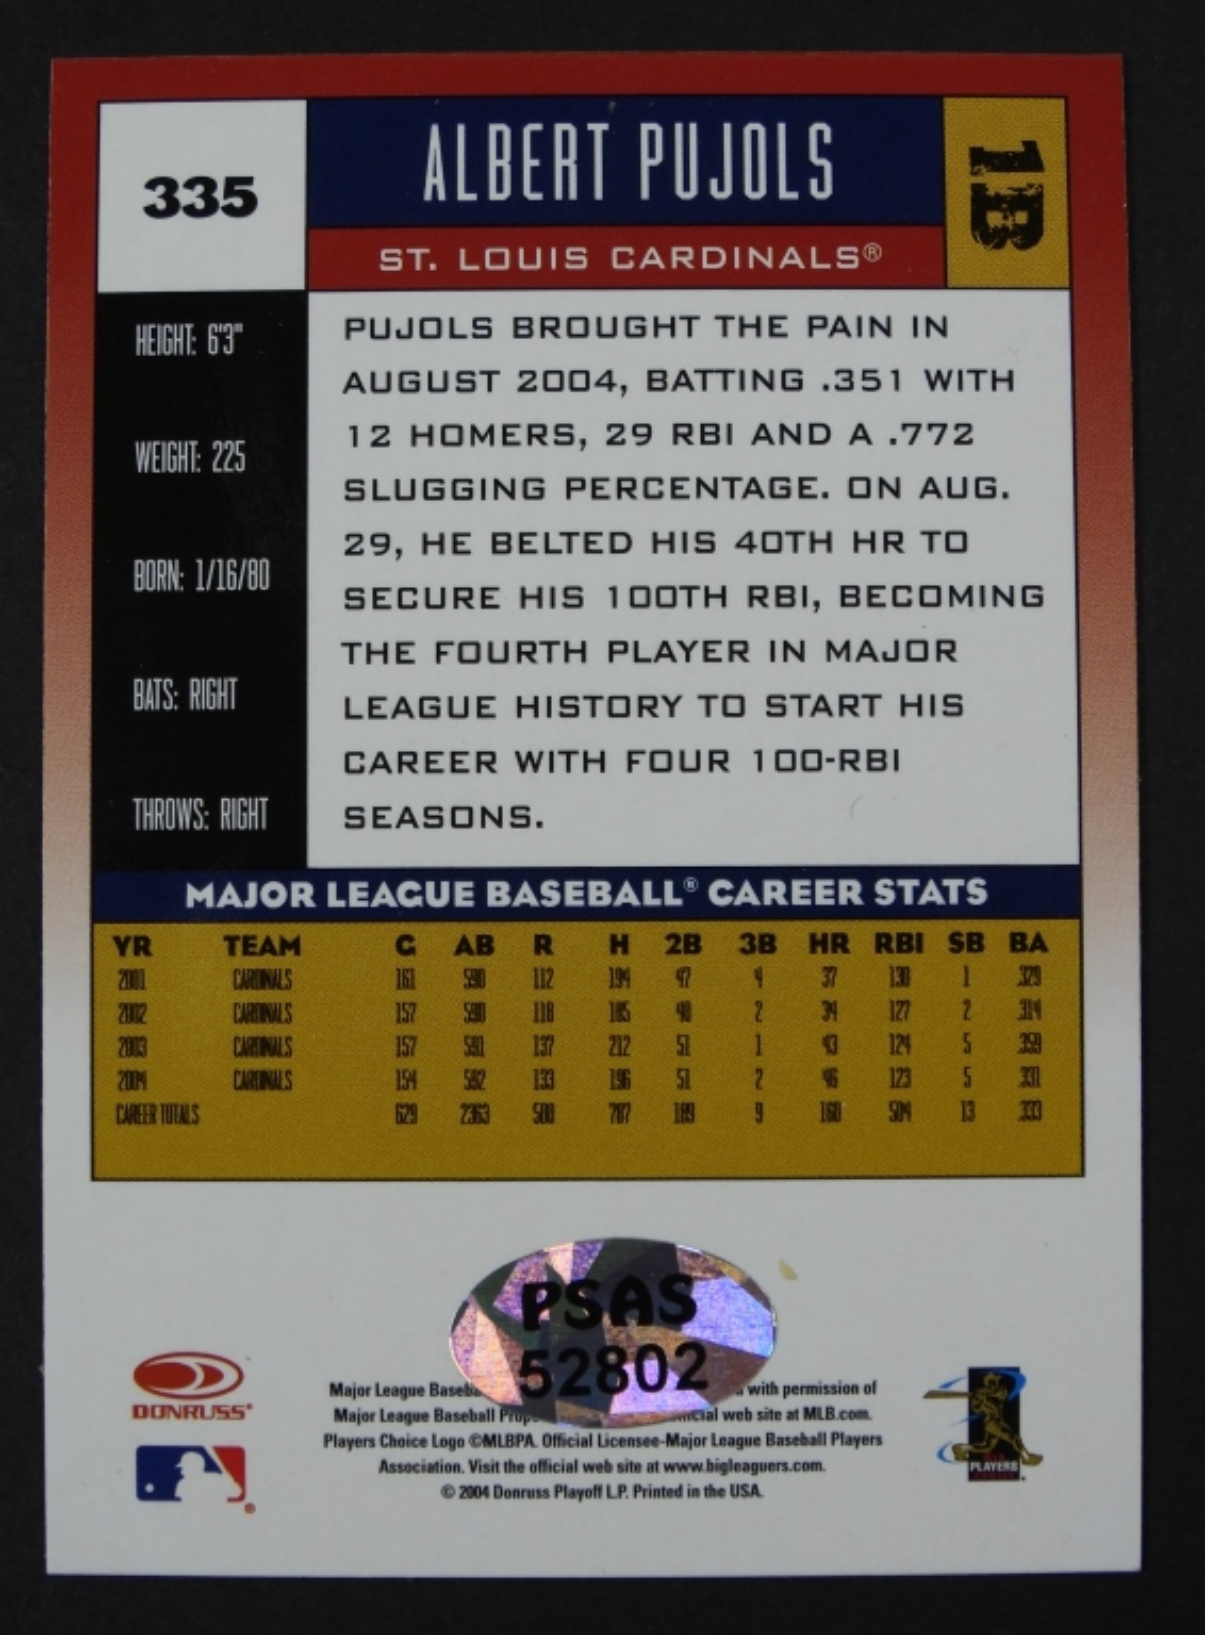 335
ALBERT PUJOLS
1B
ST. LOUIS CARDINALS®
HEIGHT: 6'3"
WEIGHT: 225
BORN: 1/16/80
BATS: RIGHT
THROWS: RIGHT
PUJOLS BROUGHT THE PAIN IN
AUGUST 2004, BATTING .351 WITH
12 HOMERS, 29 RBI AND A .772
SLUGGING PERCENTAGE. ON AUG.
29, HE BELTED HIS 40TH HR TO
SECURE HIS 100TH RBI, BECOMING
THE FOURTH PLAYER IN MAJOR
LEAGUE HISTORY TO START HIS
CAREER WITH FOUR 100-RBI
SEASONS.
MAJOR LEAGUE BASEBALL® CAREER STATS
YR TEAM G AB R H 2B 3B HR RBI SB BA
2001 CARDINALS 161 590 112 194 47 4 37 130 1 .329
2002 CARDINALS 157 590 118 185 40 2 34 127 2 .314
2003 CARDINALS 157 591 137 212 51 1 43 124 5 .359
2004 CARDINALS 154 592 133 196 51 2 46 123 5 .331
CAREER TOTALS 629 2363 500 787 189 9 160 504 13 .333
PSAS
52802
DONRUSS®
Major League with permission of
Major League Baseball web site at MLB.com.
Players Choice Logo ©MLBPA. Official Licensee-Major League Baseball Players
Association. Visit the official web site at www.bigleaguers.com.
© 2004 Donruss Playoff L.P. Printed in the USA.
PLAYERS